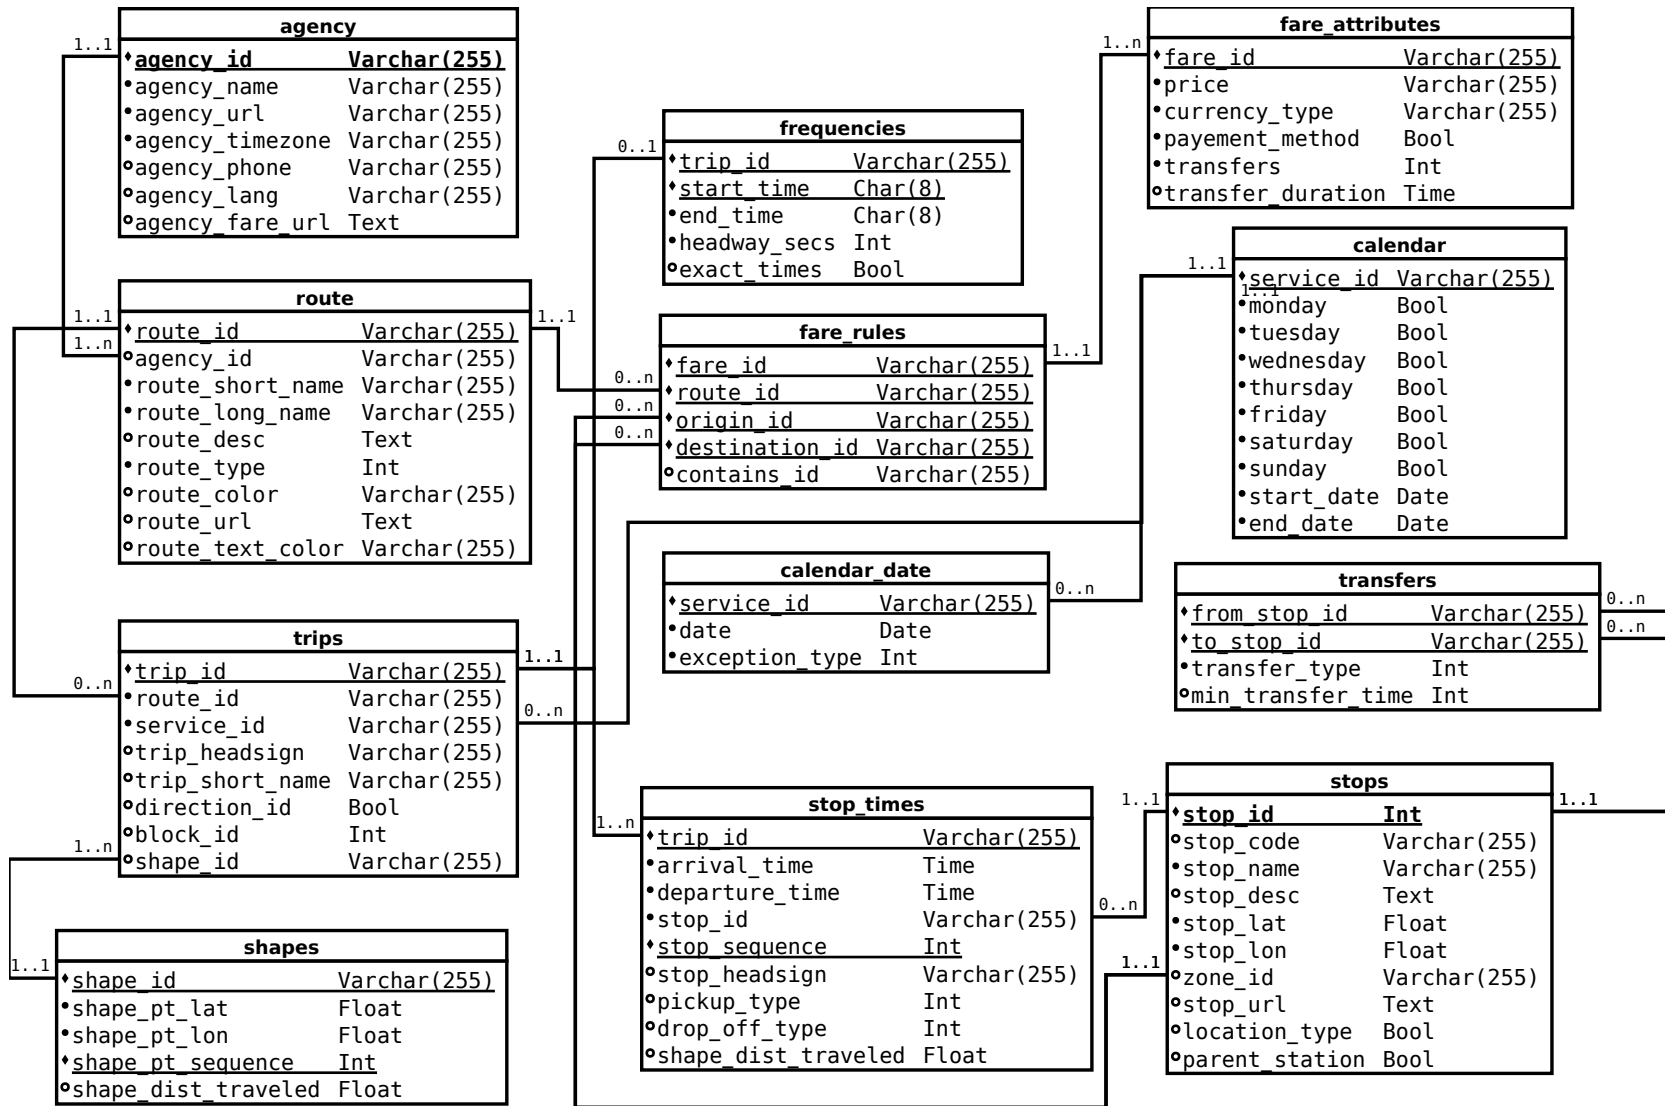 agency
1..1
agency_id Varchar(255)
agency_name Varchar(255)
agency_url Varchar(255)
agency_timezone Varchar(255)
agency_phone Varchar(255)
agency_lang Varchar(255)
agency_fare_url Text
route
1..1
1..n
1..1
route_id Varchar(255)
agency_id Varchar(255)
route_short_name Varchar(255)
route_long_name Varchar(255)
route_desc Text
route_type Int
route_color Varchar(255)
route_url Text
route_text_color Varchar(255)
trips
0..n
1..n
1..1
0..n
trip_id Varchar(255)
route_id Varchar(255)
service_id Varchar(255)
trip_headsign Varchar(255)
trip_short_name Varchar(255)
direction_id Bool
block_id Int
shape_id Varchar(255)
shapes
1..1
shape_id Varchar(255)
shape_pt_lat Float
shape_pt_lon Float
shape_pt_sequence Int
shape_dist_traveled Float
frequencies
0..1
trip_id Varchar(255)
start_time Char(8)
end_time Char(8)
headway_secs Int
exact_times Bool
fare_rules
1..1
0..n
0..n
0..n
fare_id Varchar(255)
route_id Varchar(255)
origin_id Varchar(255)
destination_id Varchar(255)
contains_id Varchar(255)
calendar_date
0..n
service_id Varchar(255)
date Date
exception_type Int
stop_times
1..n
0..n
trip_id Varchar(255)
arrival_time Time
departure_time Time
stop_id Varchar(255)
stop_sequence Int
stop_headsign Varchar(255)
pickup_type Int
drop_off_type Int
shape_dist_traveled Float
fare_attributes
1..n
fare_id Varchar(255)
price Varchar(255)
currency_type Varchar(255)
payement_method Bool
transfers Int
transfer_duration Time
calendar
1..1
service_id Varchar(255)
1..1
monday Bool
tuesday Bool
wednesday Bool
thursday Bool
friday Bool
saturday Bool
sunday Bool
start_date Date
end_date Date
transfers
0..n
0..n
from_stop_id Varchar(255)
to_stop_id Varchar(255)
transfer_type Int
min_transfer_time Int
stops
1..1
1..1
1..1
stop_id Int
stop_code Varchar(255)
stop_name Varchar(255)
stop_desc Text
stop_lat Float
stop_lon Float
zone_id Varchar(255)
stop_url Text
location_type Bool
parent_station Bool